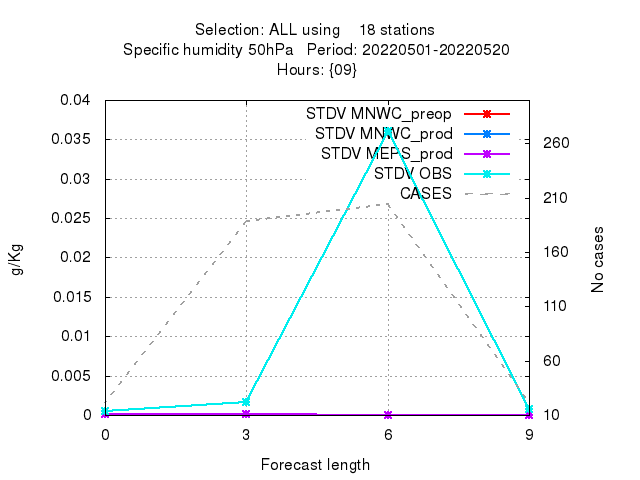 Selection: ALL using 18 stations
Specific humidity 50hPa Period: 20220501-20220520
Hours: {09}
0.04
0.035
0.03
0.025
0.02
0.015
0.01
0.005
0
g/Kg
STDV MNWC_preop
STDV MNWC_prod
STDV MEPS_prod
STDV OBS
CASES
260
210
160
110
60
10
No cases
0 3 6 9
Forecast length